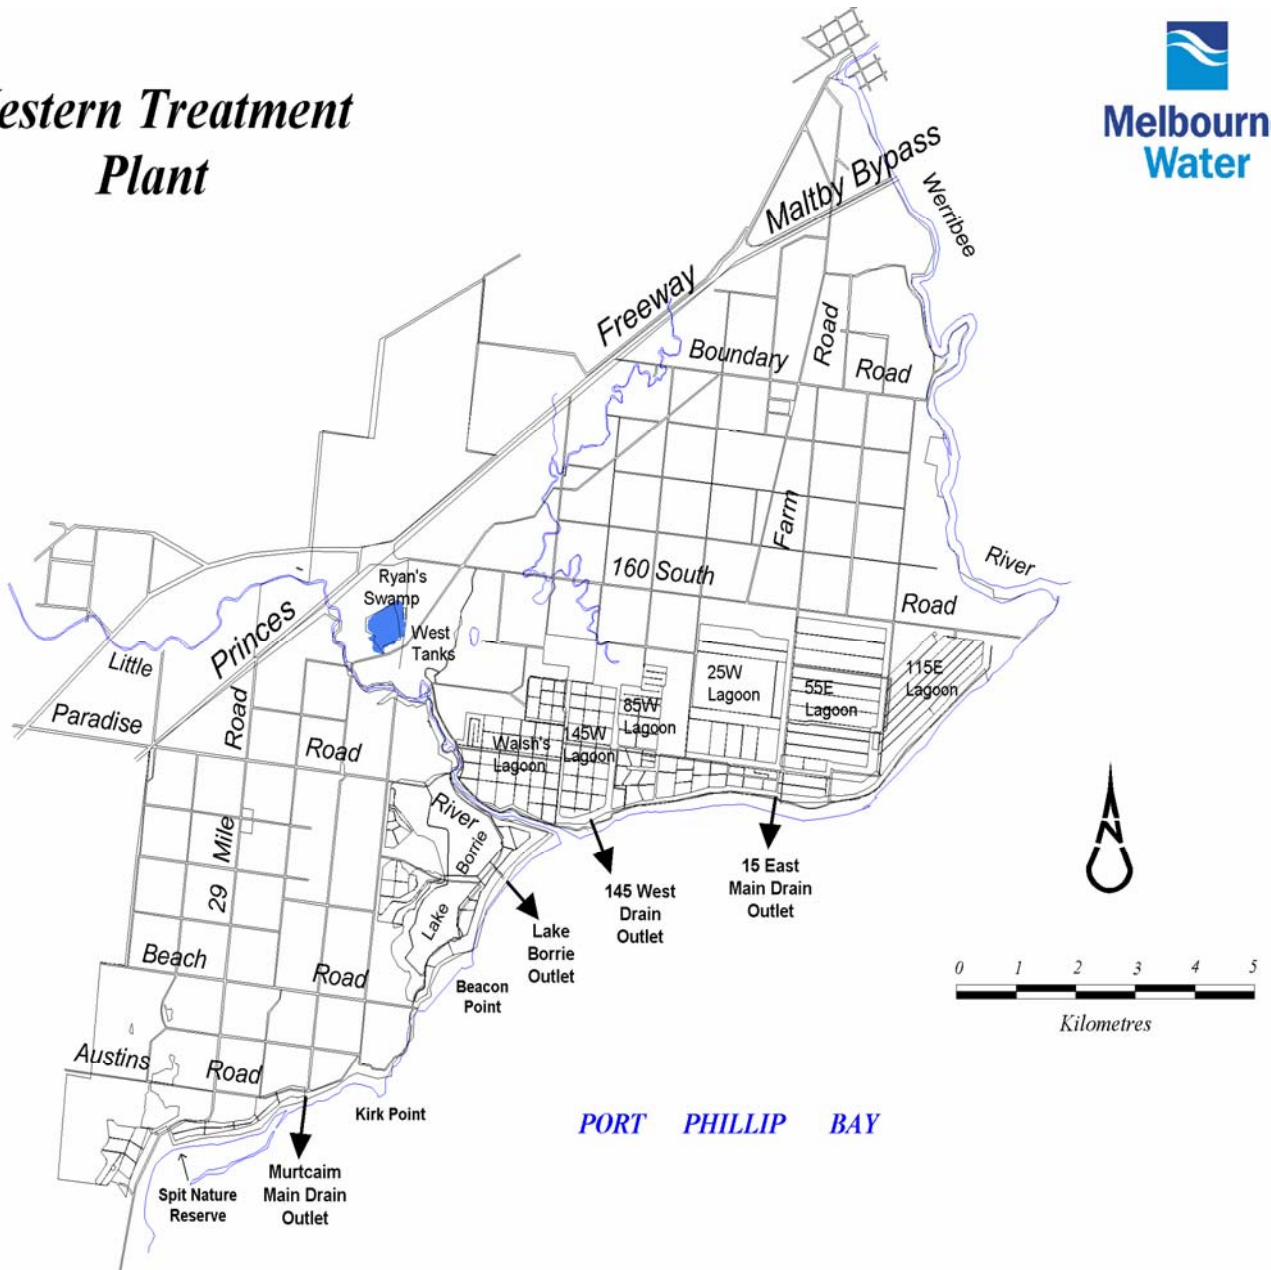 estern Treatment
Plant
Melbourn
Water
Maltby Bypass
Werribee
Freeway
Boundary
Road
Road
Farm
River
160 South
Road
Ryan's
Swamp
West
Tanks
Princes
Little
Paradise
Road
Road
25W
Lagoon
55E
Lagoon
115E
Lagoon
85W
Lagoon
145W
Lagoon
Walsh's
Lagoon
River
Mile
29
Borrie
Lake
N
15 East
Main Drain
Outlet
145 West
Drain
Outlet
Lake
Borrie
Outlet
Beach
Road
Beacon
Point
0 1 2 3 4 5
Kilometres
Austins
Road
Kirk Point
PORT PHILLIP BAY
Murtcaim
Main Drain
Outlet
Spit Nature
Reserve